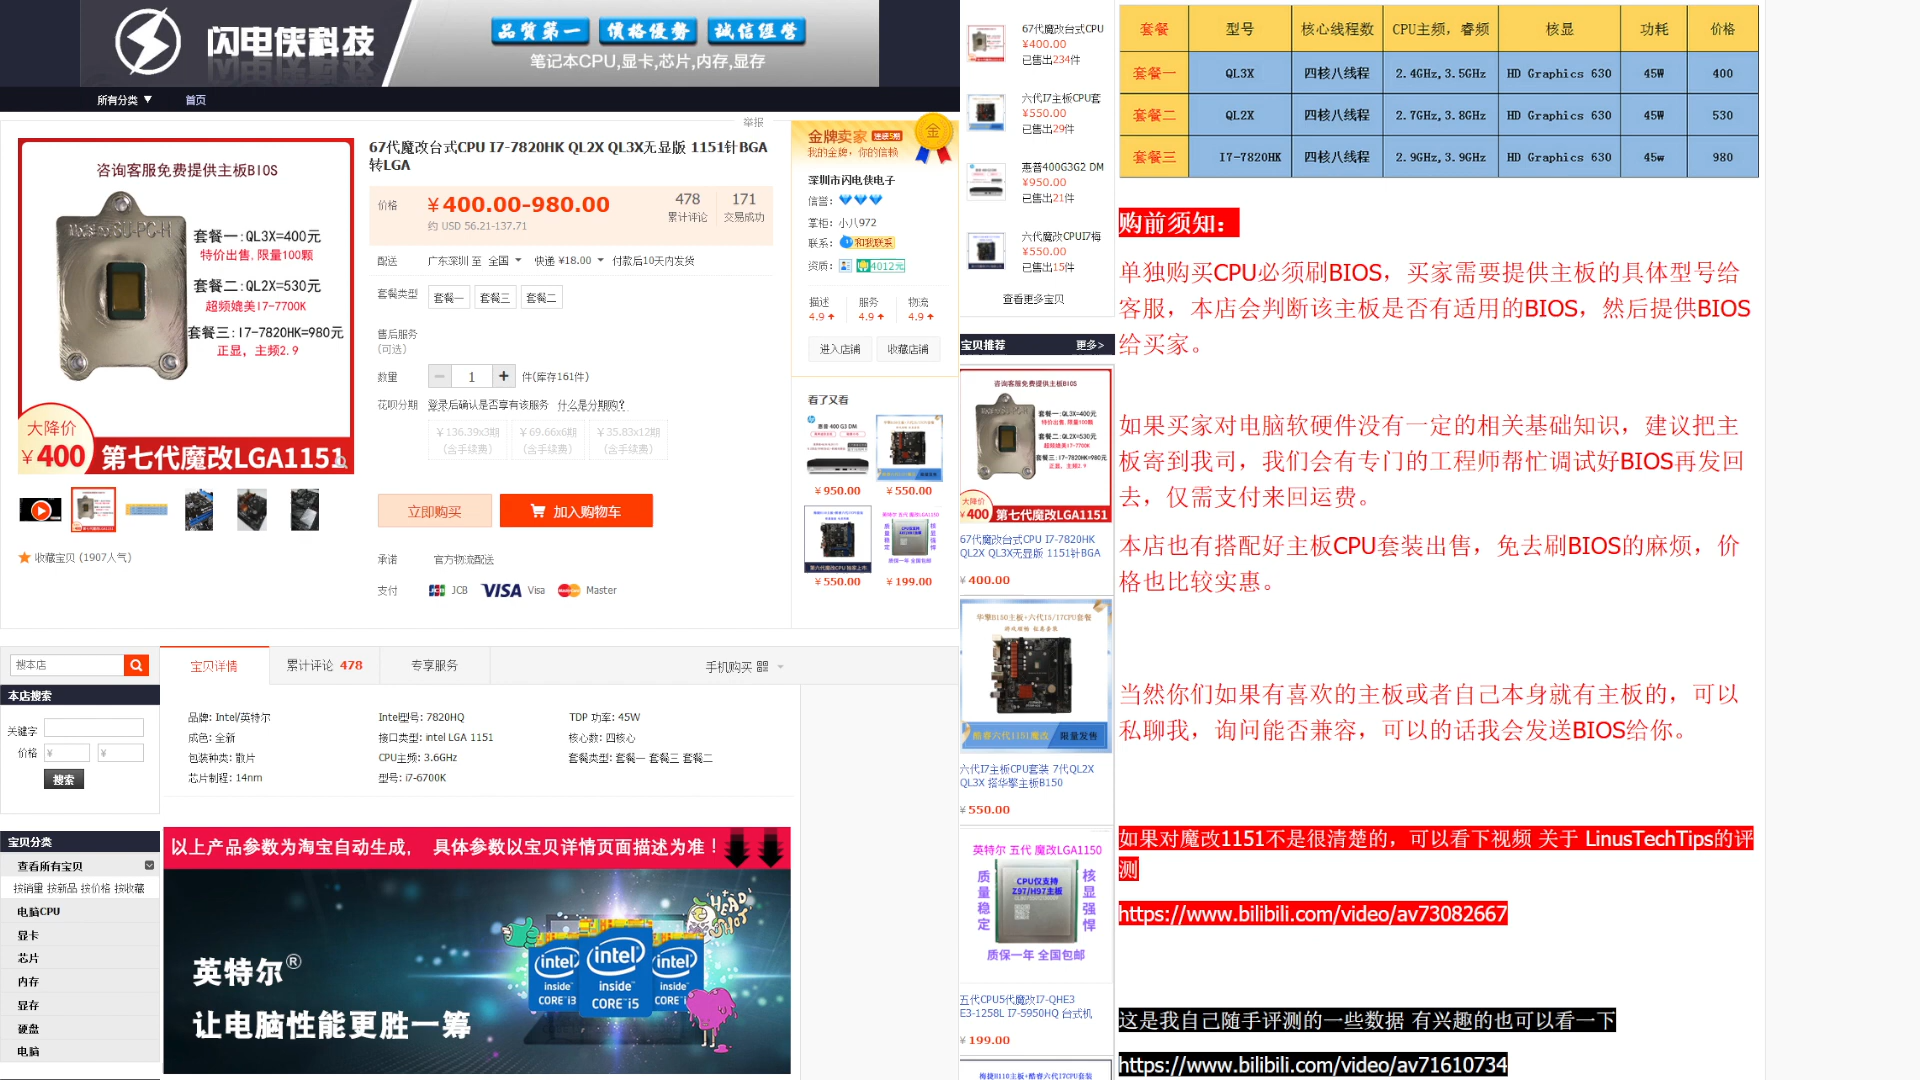 闪电侠科技
品質第一 價格優勢 誠信經營
笔记本CPU,显卡,芯片,内存,显存
所有分类 ▼ 首页
举报
咨询客服免费提供主板BIOS
套餐一:QL3X=400元
特价出售,限量100颗
套餐二:QL2X=530元
超频媲美I7-7700K
套餐三:I7-7820HK=980元
正显，主频2.9
大降价
¥400
第七代魔改LGA1151
收藏宝贝 (1907人气)
67代魔改台式CPU I7-7820HK QL2X QL3X无显版 1151针BGA
转LGA
价格 ¥400.00-980.00
约 USD 56.21-137.71
478 累计评论
171 交易成功
配送 广东深圳 至 全国 快递 ¥18.00 付款后10天内发货
套餐类型 套餐一 套餐三 套餐二
售后服务
(可选)
数量 1 件(库存161件)
花呗分期 登录后确认是否享有该服务 什么是分期购?
¥136.39x3期 ¥69.66x6期 ¥35.83x12期
(含手续费) (含手续费) (含手续费)
立即购买 加入购物车
承诺 官方物流配送
支付 JCB VISA Visa Master
金牌卖家
我的金牌，你的信赖
金
深圳市闪电侠电子
信誉:
掌柜: 小八972
联系: 和我联系
资质: 4012元
描述 服务 物流
4.9 4.9 4.9
进入店铺 收藏店铺
看了又看
惠普 400 G3 DM
¥950.00 ¥550.00
¥550.00 ¥199.00
搜本店
本店搜索
关键字
价格 ¥ ¥
搜索
宝贝分类
查看所有宝贝
按销量 按新品 按价格 按收藏
电脑CPU
显卡
芯片
内存
显存
硬盘
电脑
宝贝详情 累计评论 478 专享服务 手机购买
品牌: Intel/英特尔 Intel型号: 7820HQ TDP 功率: 45W
成色: 全新 接口类型: intel LGA 1151 核心数: 四核心
包装种类: 散片 CPU主频: 3.6GHz 套餐类型: 套餐一 套餐三 套餐二
芯片制程: 14nm 型号: i7-6700K
以上产品参数为淘宝自动生成， 具体参数以宝贝详情页面描述为准！
英特尔®
让电脑性能更胜一筹
HEAD SHOT
intel inside CORE™i3
intel inside CORE™i5
intel inside CORE
67代魔改台式CPU
¥400.00
已售出234件
六代I7主板CPU套
¥550.00
已售出29件
惠普400G3G2 DM
¥950.00
已售出21件
六代魔改CPUI7梅
¥550.00
已售出15件
查看更多宝贝
宝贝推荐 更多>
咨询客服免费提供主板BIOS
套餐一:QL3X=400元
特价出售,限量100颗
套餐二:QL2X=530元
超频媲美I7-7700K
套餐三:I7-7820HK=980元
正显，主频2.9
大降价
¥400
第七代魔改LGA1151
67代魔改台式CPU I7-7820HK
QL2X QL3X无显版 1151针BGA
¥400.00
华擎B150主板+六代I5/I7CPU套餐
酷睿六代1151魔改 限量发售
六代I7主板CPU套装 7代QL2X
QL3X 搭华擎主板B150
¥550.00
英特尔 五代 魔改LGA1150
质量稳定
CPU仅支持
Z97/H97主板
核显强悍
质保一年 全国包邮
五代CPU5代魔改I7-QHE3
E3-1258L I7-5950HQ 台式机
¥199.00
梅捷B110主板+酷睿六代I7CPU套装
套餐 型号 核心线程数 CPU主频，睿频 核显 功耗 价格
套餐一 QL3X 四核八线程 2.4GHz,3.5GHz HD Graphics 630 45W 400
套餐二 QL2X 四核八线程 2.7GHz,3.8GHz HD Graphics 630 45W 530
套餐三 I7-7820HK 四核八线程 2.9GHz,3.9GHz HD Graphics 630 45w 980
购前须知：
单独购买CPU必须刷BIOS，买家需要提供主板的具体型号给
客服，本店会判断该主板是否有适用的BIOS，然后提供BIOS
给买家。
如果买家对电脑软硬件没有一定的相关基础知识，建议把主
板寄到我司，我们会有专门的工程师帮忙调试好BIOS再发回
去，仅需支付来回运费。
本店也有搭配好主板CPU套装出售，免去刷BIOS的麻烦，价
格也比较实惠。
当然你们如果有喜欢的主板或者自己本身就有主板的，可以
私聊我，询问能否兼容，可以的话我会发送BIOS给你。
如果对魔改1151不是很清楚的，可以看下视频 关于 LinusTechTips的评
测
https://www.bilibili.com/video/av73082667
这是我自己随手评测的一些数据 有兴趣的也可以看一下
https://www.bilibili.com/video/av71610734